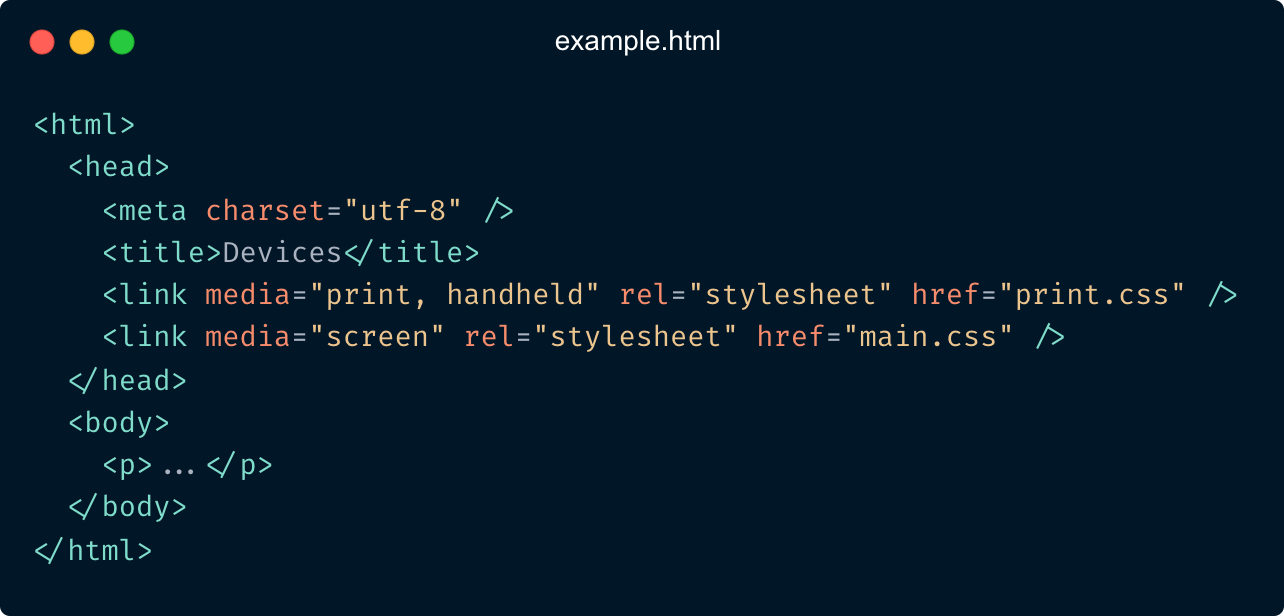 example.html
<html>
<head>
<meta charset="utf-8" />
<title>Devices</title>
<link media="print, handheld" rel="stylesheet" href="print.css" />
<link media="screen" rel="stylesheet" href="main.css" />
</head>
<body>
<p>...</p>
</body>
</html>